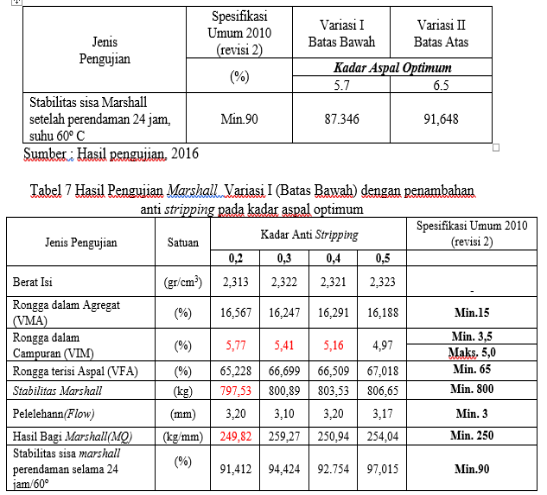 Jenis
Pengujian
Spesifikasi
Umum 2010
(revisi 2)
Variasi I
Batas Bawah
Variasi II
Batas Atas
(%)
Kadar Aspal Optimum
5.7 6.5
Stabilitas sisa Marshall
setelah perendaman 24 jam,
suhu 60⁰ C
Min.90 87.346 91,648
Sumber : Hasil pengujian, 2016
Tabel 7 Hasil Pengujian Marshall Variasi I (Batas Bawah) dengan penambahan
anti stripping pada kadar aspal optimum
Jenis Pengujian Satuan Kadar Anti Stripping Spesifikasi Umum 2010
(revisi 2)
0,2 0,3 0,4 0,5
Berat Isi (gr/cm³) 2,313 2,322 2,321 2,323 -
Rongga dalam Agregat
(VMA) (%) 16,567 16,247 16,291 16,188 Min.15
Rongga dalam
Campuran (VIM) (%) 5,77 5,41 5,16 4,97 Min. 3,5
Maks. 5,0
Rongga terisi Aspal (VFA) (%) 65,228 66,699 66,509 67,018 Min. 65
Stabilitas Marshall (kg) 797,53 800,89 803,53 806,65 Min. 800
Pelelehann(Flow) (mm) 3,20 3,10 3,20 3,17 Min. 3
Hasil Bagi Marshall(MQ) (kg/mm) 249,82 259,27 250,94 254,04 Min. 250
Stabilitas sisa marshall
perendaman selama 24
jam/60⁰
(%) 91,412 94,424 92.754 97,015 Min.90